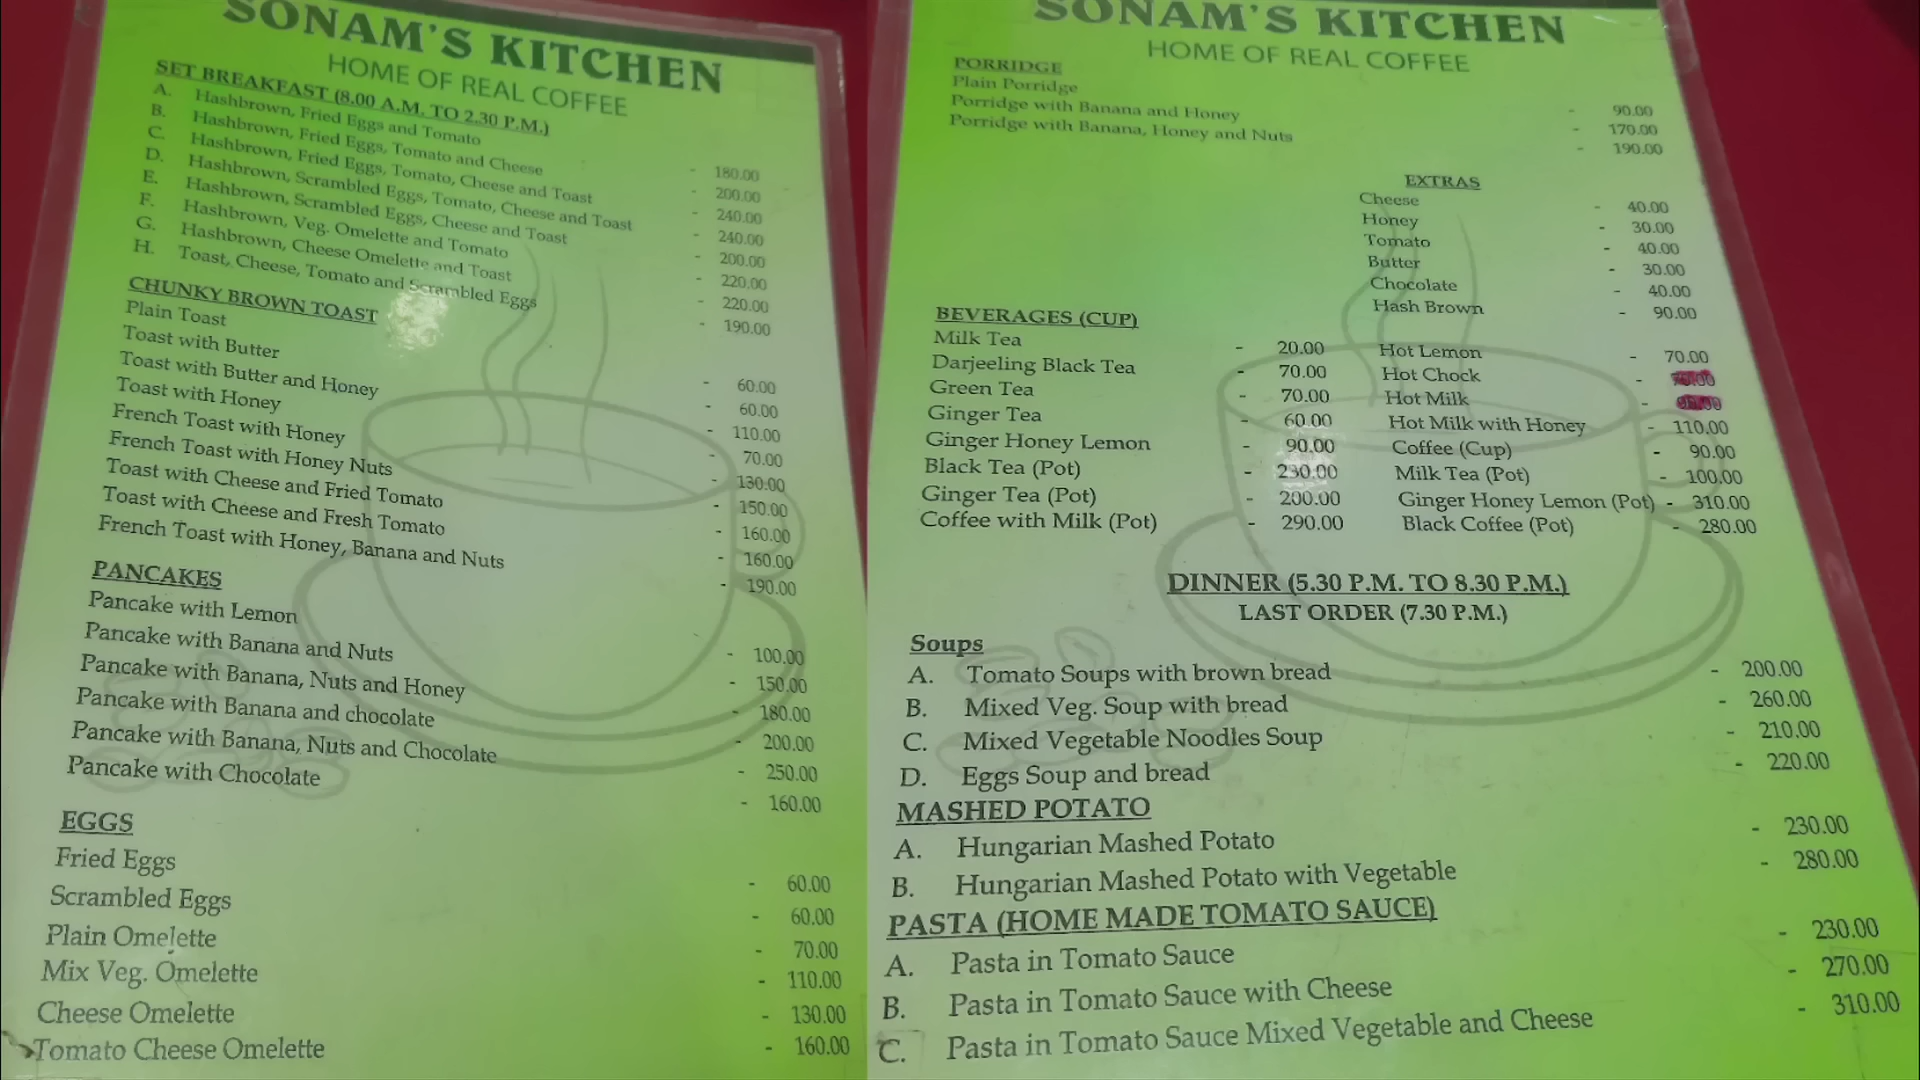 SONAM'S KITCHEN
HOME OF REAL COFFEE
SET BREAKFAST (8.00 A.M. TO 2.30 P.M.)
A. Hashbrown, Fried Eggs and Tomato - 180.00
B. Hashbrown, Fried Eggs, Tomato and Cheese - 200.00
C. Hashbrown, Fried Eggs, Tomato, Cheese and Toast - 240.00
D. Hashbrown, Scrambled Eggs, Tomato, Cheese and Toast - 240.00
E. Hashbrown, Scrambled Eggs, Cheese and Toast - 200.00
F. Hashbrown, Veg. Omelette and Tomato - 220.00
G. Hashbrown, Cheese Omelette and Toast - 220.00
H. Toast, Cheese, Tomato and Scrambled Eggs - 190.00
CHUNKY BROWN TOAST
Plain Toast - 60.00
Toast with Butter - 60.00
Toast with Butter and Honey - 110.00
Toast with Honey - 70.00
French Toast with Honey - 130.00
French Toast with Honey Nuts - 150.00
Toast with Cheese and Fried Tomato - 160.00
Toast with Cheese and Fresh Tomato - 160.00
French Toast with Honey, Banana and Nuts - 190.00
PANCAKES
Pancake with Lemon - 100.00
Pancake with Banana and Nuts - 150.00
Pancake with Banana, Nuts and Honey - 180.00
Pancake with Banana and chocolate - 200.00
Pancake with Banana, Nuts and Chocolate - 250.00
Pancake with Chocolate - 160.00
EGGS
Fried Eggs - 60.00
Scrambled Eggs - 60.00
Plain Omelette - 70.00
Mix Veg. Omelette - 110.00
Cheese Omelette - 130.00
Tomato Cheese Omelette - 160.00
SONAM'S KITCHEN
HOME OF REAL COFFEE
PORRIDGE
Plain Porridge - 90.00
Porridge with Banana and Honey - 170.00
Porridge with Banana, Honey and Nuts - 190.00
EXTRAS
Cheese - 40.00
Honey - 30.00
Tomato - 40.00
Butter - 30.00
Chocolate - 40.00
Hash Brown - 90.00
BEVERAGES (CUP)
Milk Tea - 20.00 Hot Lemon - 70.00
Darjeeling Black Tea - 70.00 Hot Chock -
Green Tea - 70.00 Hot Milk -
Ginger Tea - 60.00 Hot Milk with Honey - 110.00
Ginger Honey Lemon - 90.00 Coffee (Cup) - 90.00
Black Tea (Pot) - 230.00 Milk Tea (Pot) - 100.00
Ginger Tea (Pot) - 200.00 Ginger Honey Lemon (Pot) - 310.00
Coffee with Milk (Pot) - 290.00 Black Coffee (Pot) - 280.00
DINNER (5.30 P.M. TO 8.30 P.M.)
LAST ORDER (7.30 P.M.)
Soups
A. Tomato Soups with brown bread - 200.00
B. Mixed Veg. Soup with bread - 260.00
C. Mixed Vegetable Noodles Soup - 210.00
D. Eggs Soup and bread - 220.00
MASHED POTATO
A. Hungarian Mashed Potato - 230.00
B. Hungarian Mashed Potato with Vegetable - 280.00
PASTA (HOME MADE TOMATO SAUCE)
A. Pasta in Tomato Sauce - 230.00
B. Pasta in Tomato Sauce with Cheese - 270.00
C. Pasta in Tomato Sauce Mixed Vegetable and Cheese - 310.00